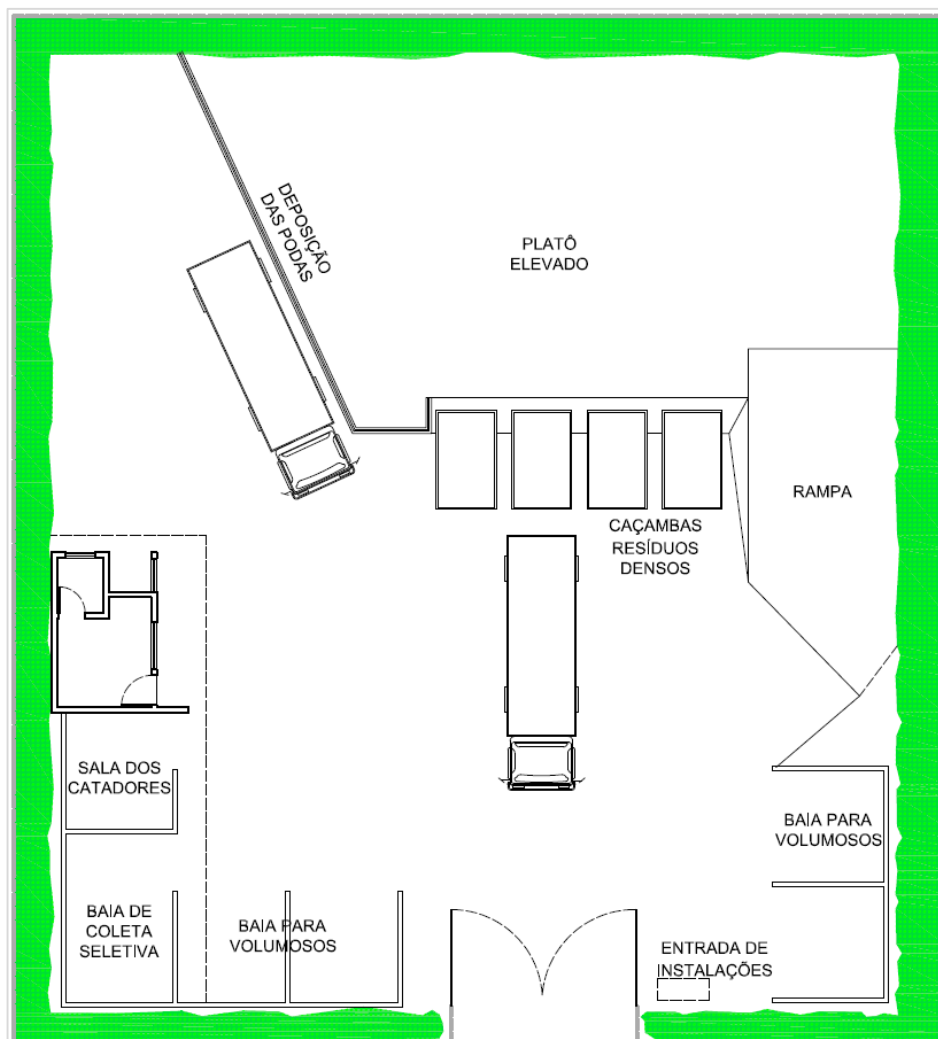 DEPOSIÇÃO
DAS PODAS
PLATÔ
ELEVADO
RAMPA
CAÇAMBAS
RESÍDUOS
DENSOS
SALA DOS
CATADORES
BAIA PARA
VOLUMOSOS
BAIA DE
COLETA
SELETIVA
BAIA PARA
VOLUMOSOS
ENTRADA DE
INSTALAÇÕES